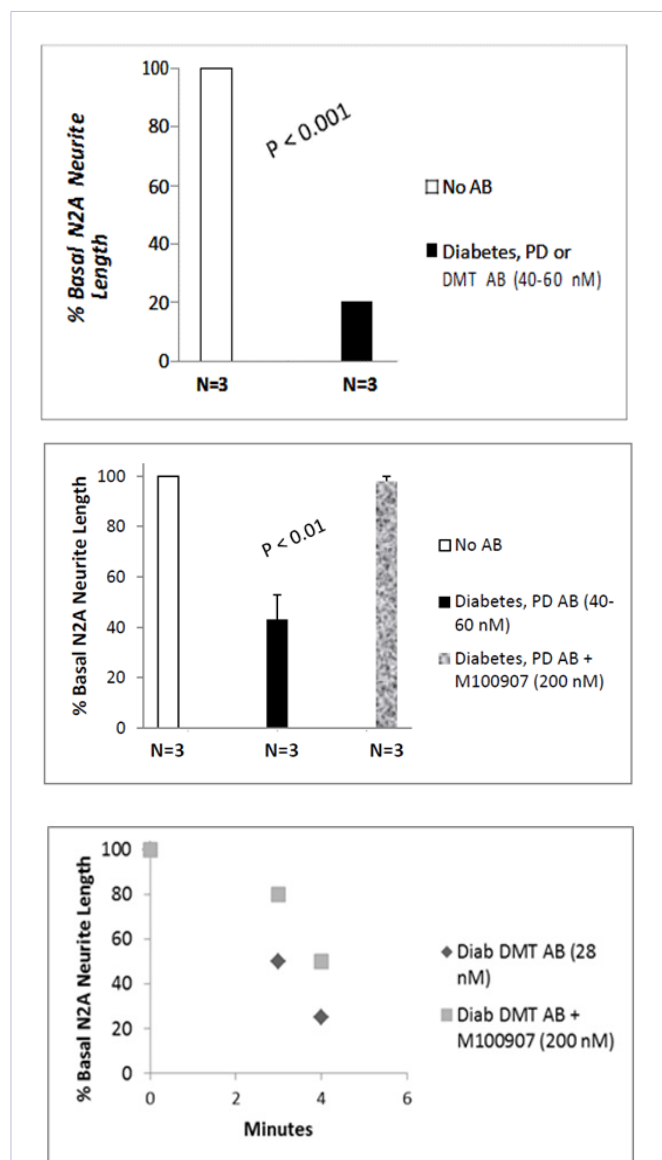 100
80
60
40
20
0
% Basal N2A Neurite
Length
P < 0.001
No AB
Diabetes, PD or
DMT AB (40-60 nM)
N=3
N=3
100
80
60
40
20
0
% Basal N2A Neurite Length
P < 0.01
No AB
Diabetes, PD AB (40-
60 nM)
Diabetes, PD AB +
M100907 (200 nM)
N=3
N=3
N=3
100
80
60
40
20
0
% Basal N2A Neurite Length
Diab DMT AB (28
nM)
Diab DMT AB +
M100907 (200 nM)
0
2
4
6
Minutes